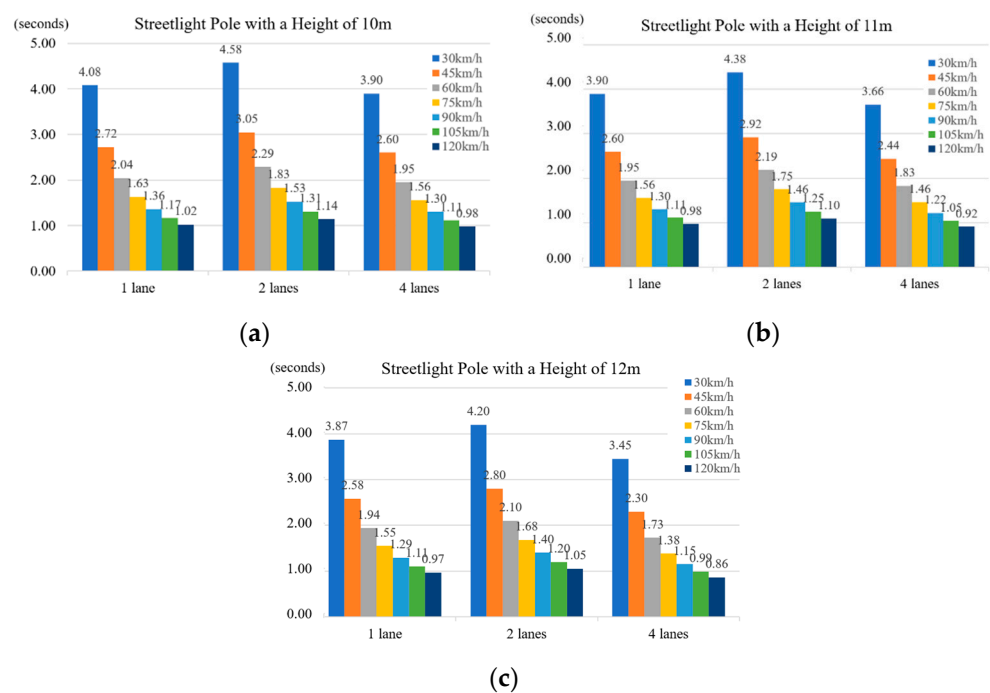 (seconds)
Streetlight Pole with a Height of 10m
5.00
4.00
3.00
2.00
1.00
0.00
4.08
2.72
2.04
1.63
1.36
1.17
1.02
4.58
3.05
2.29
1.83
1.53
1.31
1.14
3.90
2.60
1.95
1.56
1.30
1.11
0.98
30km/h
45km/h
60km/h
75km/h
90km/h
105km/h
120km/h
1 lane
2 lanes
4 lanes
(a)
(seconds)
Streetlight Pole with a Height of 11m
5.00
4.00
3.00
2.00
1.00
.00
3.90
2.60
1.95
1.56
1.30
1.11
0.98
4.38
2.92
2.19
1.75
1.46
1.25
1.10
3.66
2.44
1.83
1.46
1.22
1.05
0.92
30km/h
45km/h
60km/h
75km/h
90km/h
105km/h
120km/h
1 lane
2 lanes
4 lanes
(b)
(seconds)
Streetlight Pole with a Height of 12m
5.00
4.00
3.00
2.00
1.00
0.00
3.87
2.58
1.94
1.55
1.29
1.11
0.97
4.20
2.80
2.10
1.68
1.40
1.20
1.05
3.45
2.30
1.73
1.38
1.15
0.99
0.86
30km/h
45km/h
60km/h
75km/h
90km/h
105km/h
120km/h
1 lane
2 lanes
4 lanes
(c)